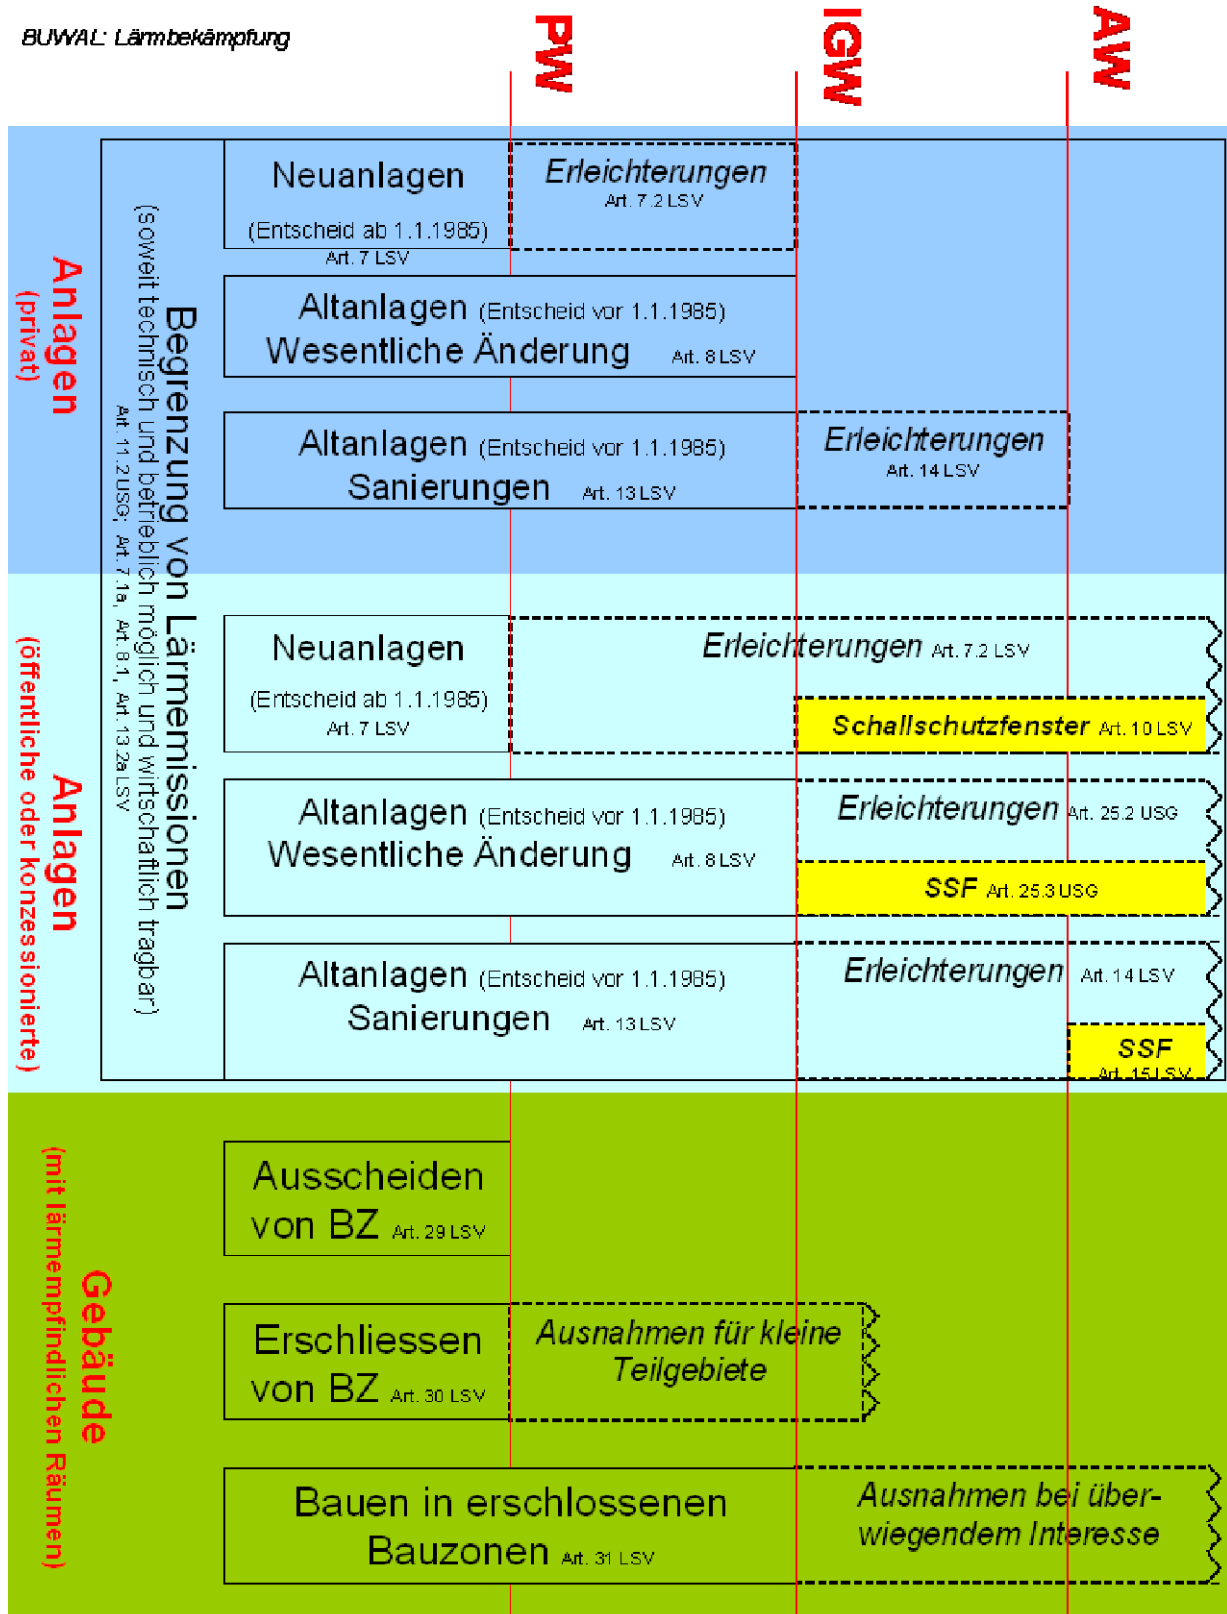 BUWAL: Lärmbekämpfung
PW
IGW
AW
Anlagen
(privat)
Begrenzung von Lärmemissionen
(soweit technisch und betrieblich möglich und wirtschaftlich tragbar)
Art. 11.2 USG; Art. 7.1a, Art. 8.1, Art. 13.2a LSV
Neuanlagen
(Entscheid ab 1.1.1985)
Art. 7 LSV
Erleichterungen
Art. 7.2 LSV
Altanlagen (Entscheid vor 1.1.1985)
Wesentliche Änderung Art. 8 LSV
Altanlagen (Entscheid vor 1.1.1985)
Sanierungen Art. 13 LSV
Erleichterungen
Art. 14 LSV
Anlagen
(öffentliche oder konzessionierte)
Neuanlagen
(Entscheid ab 1.1.1985)
Art. 7 LSV
Erleichterungen Art. 7.2 LSV
Schallschutzfenster Art. 10 LSV
Altanlagen (Entscheid vor 1.1.1985)
Wesentliche Änderung Art. 8 LSV
Erleichterungen Art. 25.2 USG
SSF Art. 25.3 USG
Altanlagen (Entscheid vor 1.1.1985)
Sanierungen Art. 13 LSV
Erleichterungen Art. 14 LSV
SSF
Art. 15 LSV
Gebäude
(mit lärmempfindlichen Räumen)
Ausscheiden
von BZ Art. 29 LSV
Erschliessen
von BZ Art. 30 LSV
Ausnahmen für kleine
Teilgebiete
Bauen in erschlossenen
Bauzonen Art. 31 LSV
Ausnahmen bei über-
wiegendem Interesse